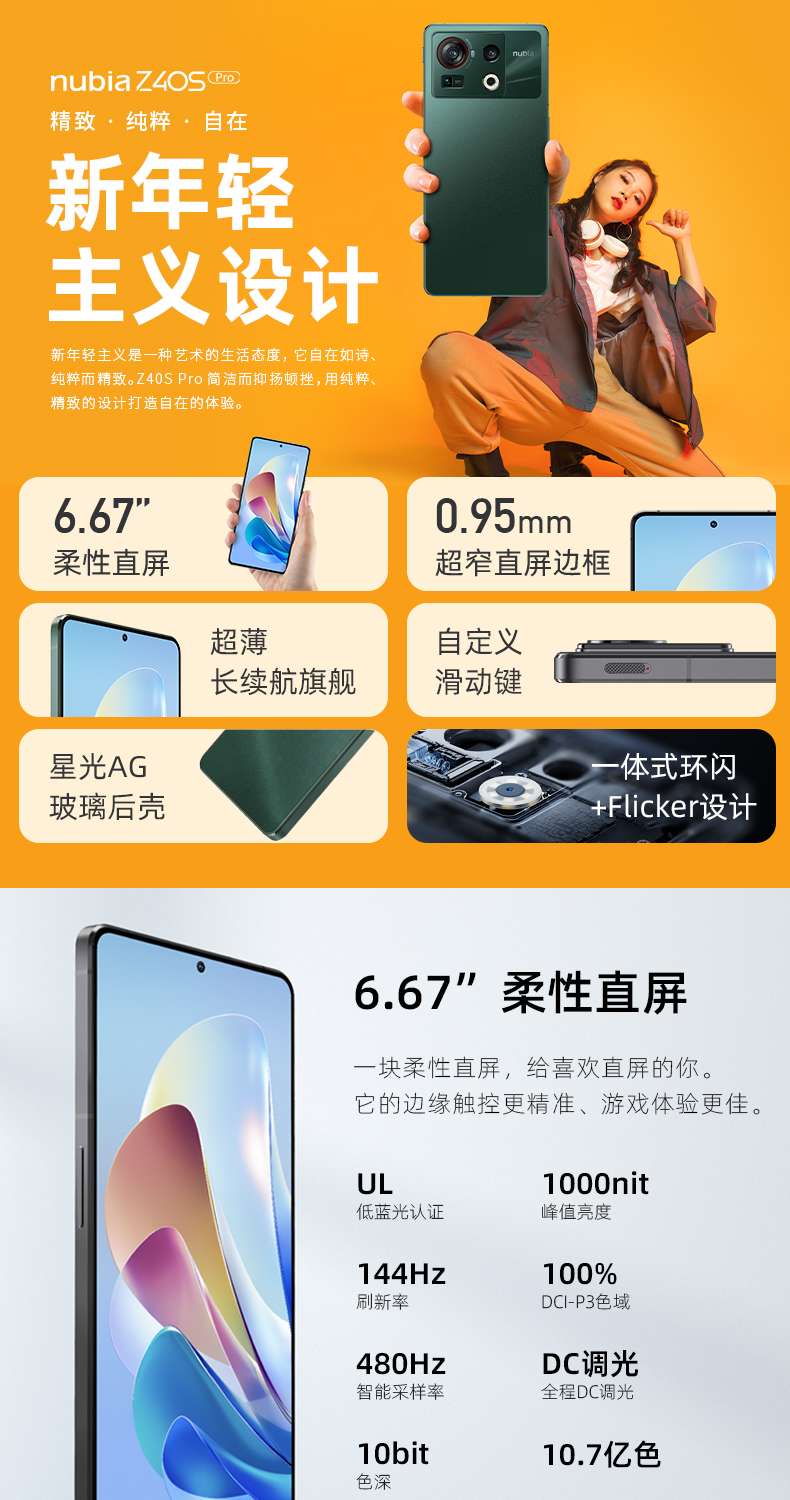 nubia Z40S Pro
精致 · 纯粹 · 自在
新年轻
主义设计
新年轻主义是一种艺术的生活态度，它自在如诗、
纯粹而精致。Z40S Pro 简洁而抑扬顿挫，用纯粹、
精致的设计打造自在的体验。
nubia
6.67”
柔性直屏
0.95mm
超窄直屏边框
超薄
长续航旗舰
自定义
滑动键
星光AG
玻璃后壳
一体式环闪
+Flicker设计
6.67” 柔性直屏
一块柔性直屏，给喜欢直屏的你。
它的边缘触控更精准、游戏体验更佳。
UL
低蓝光认证
1000nit
峰值亮度
144Hz
刷新率
100%
DCI-P3色域
480Hz
智能采样率
DC调光
全程DC调光
10bit
色深
10.7亿色